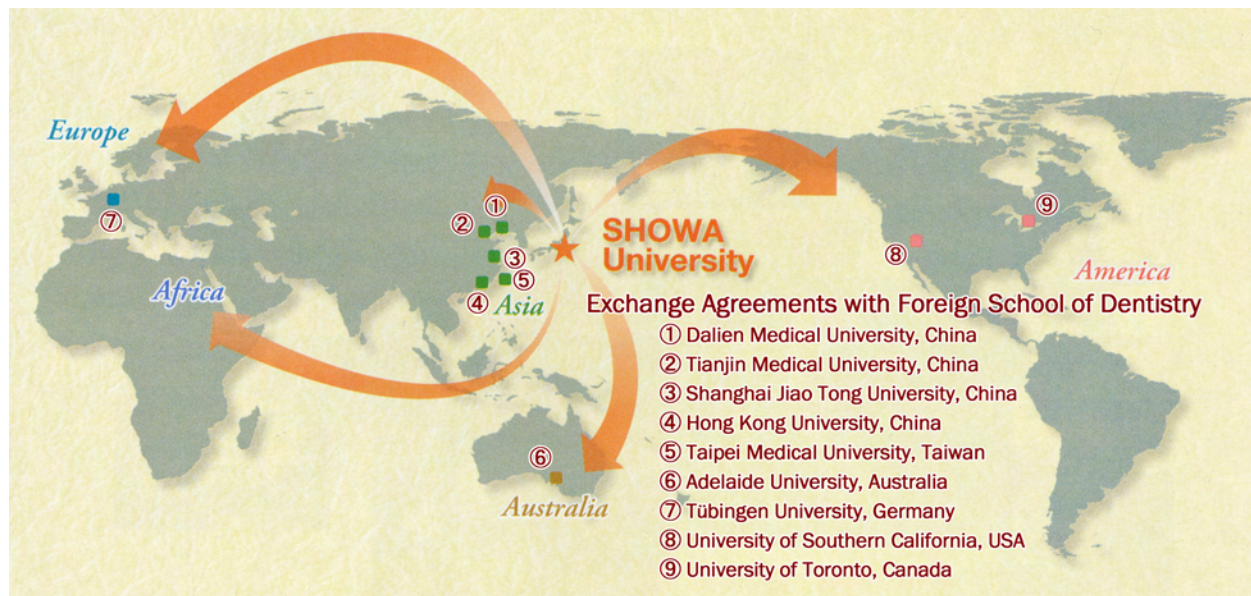 Europe
⑦
①
②
③
⑤
④
Asia
Africa
SHOWA
University
⑨
⑧
America
⑥
Australia
Exchange Agreements with Foreign School of Dentistry
① Dalien Medical University, China
② Tianjin Medical University, China
③ Shanghai Jiao Tong University, China
④ Hong Kong University, China
⑤ Taipei Medical University, Taiwan
⑥ Adelaide University, Australia
⑦ Tübingen University, Germany
⑧ University of Southern California, USA
⑨ University of Toronto, Canada